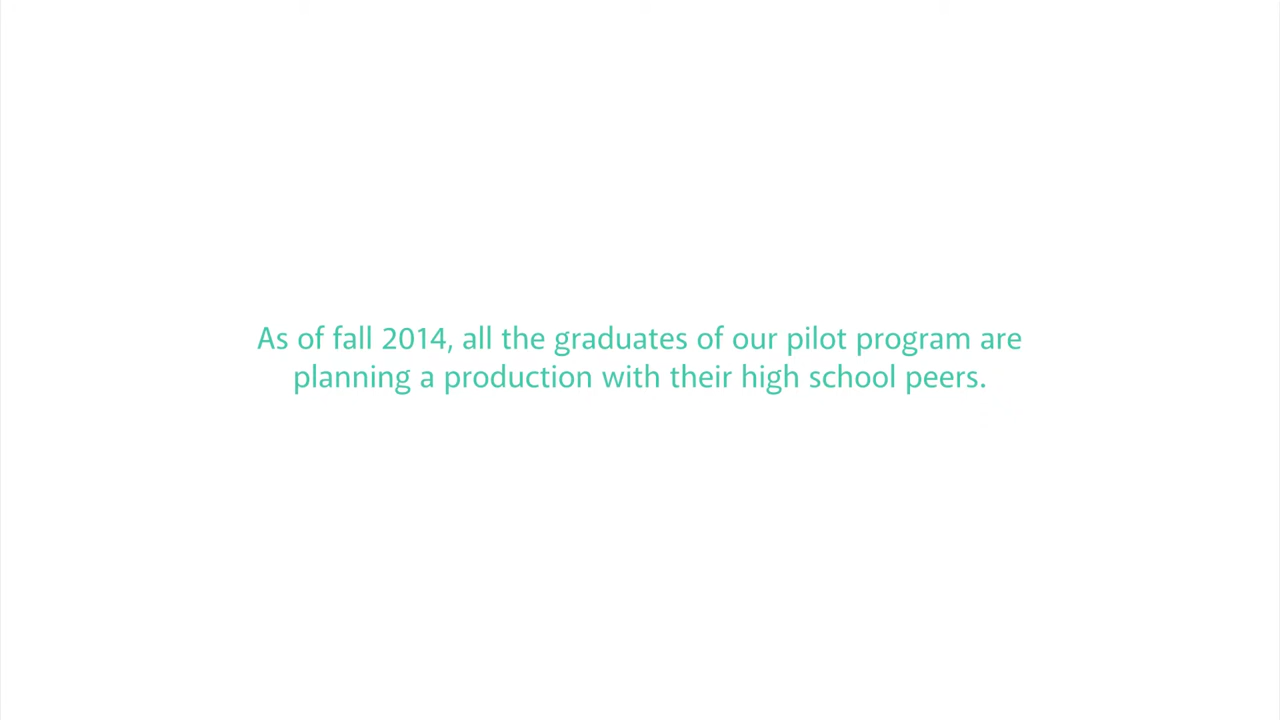 As of fall 2014, all the graduates of our pilot program are
planning a production with their high school peers.